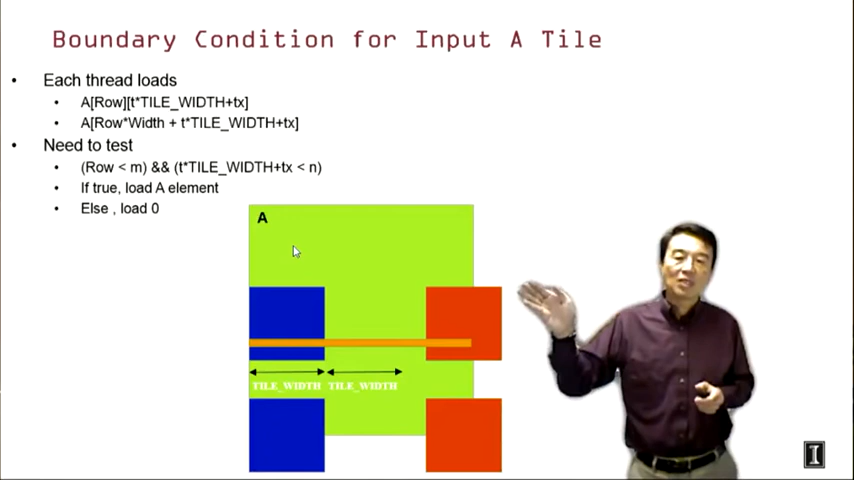 Boundary Condition for Input A Tile
• Each thread loads
• A[Row][t*TILE_WIDTH+tx]
• A[Row*Width + t*TILE_WIDTH+tx]
• Need to test
• (Row < m) && (t*TILE_WIDTH+tx < n)
• If true, load A element
• Else , load 0
A
TILE_WIDTH TILE_WIDTH
I